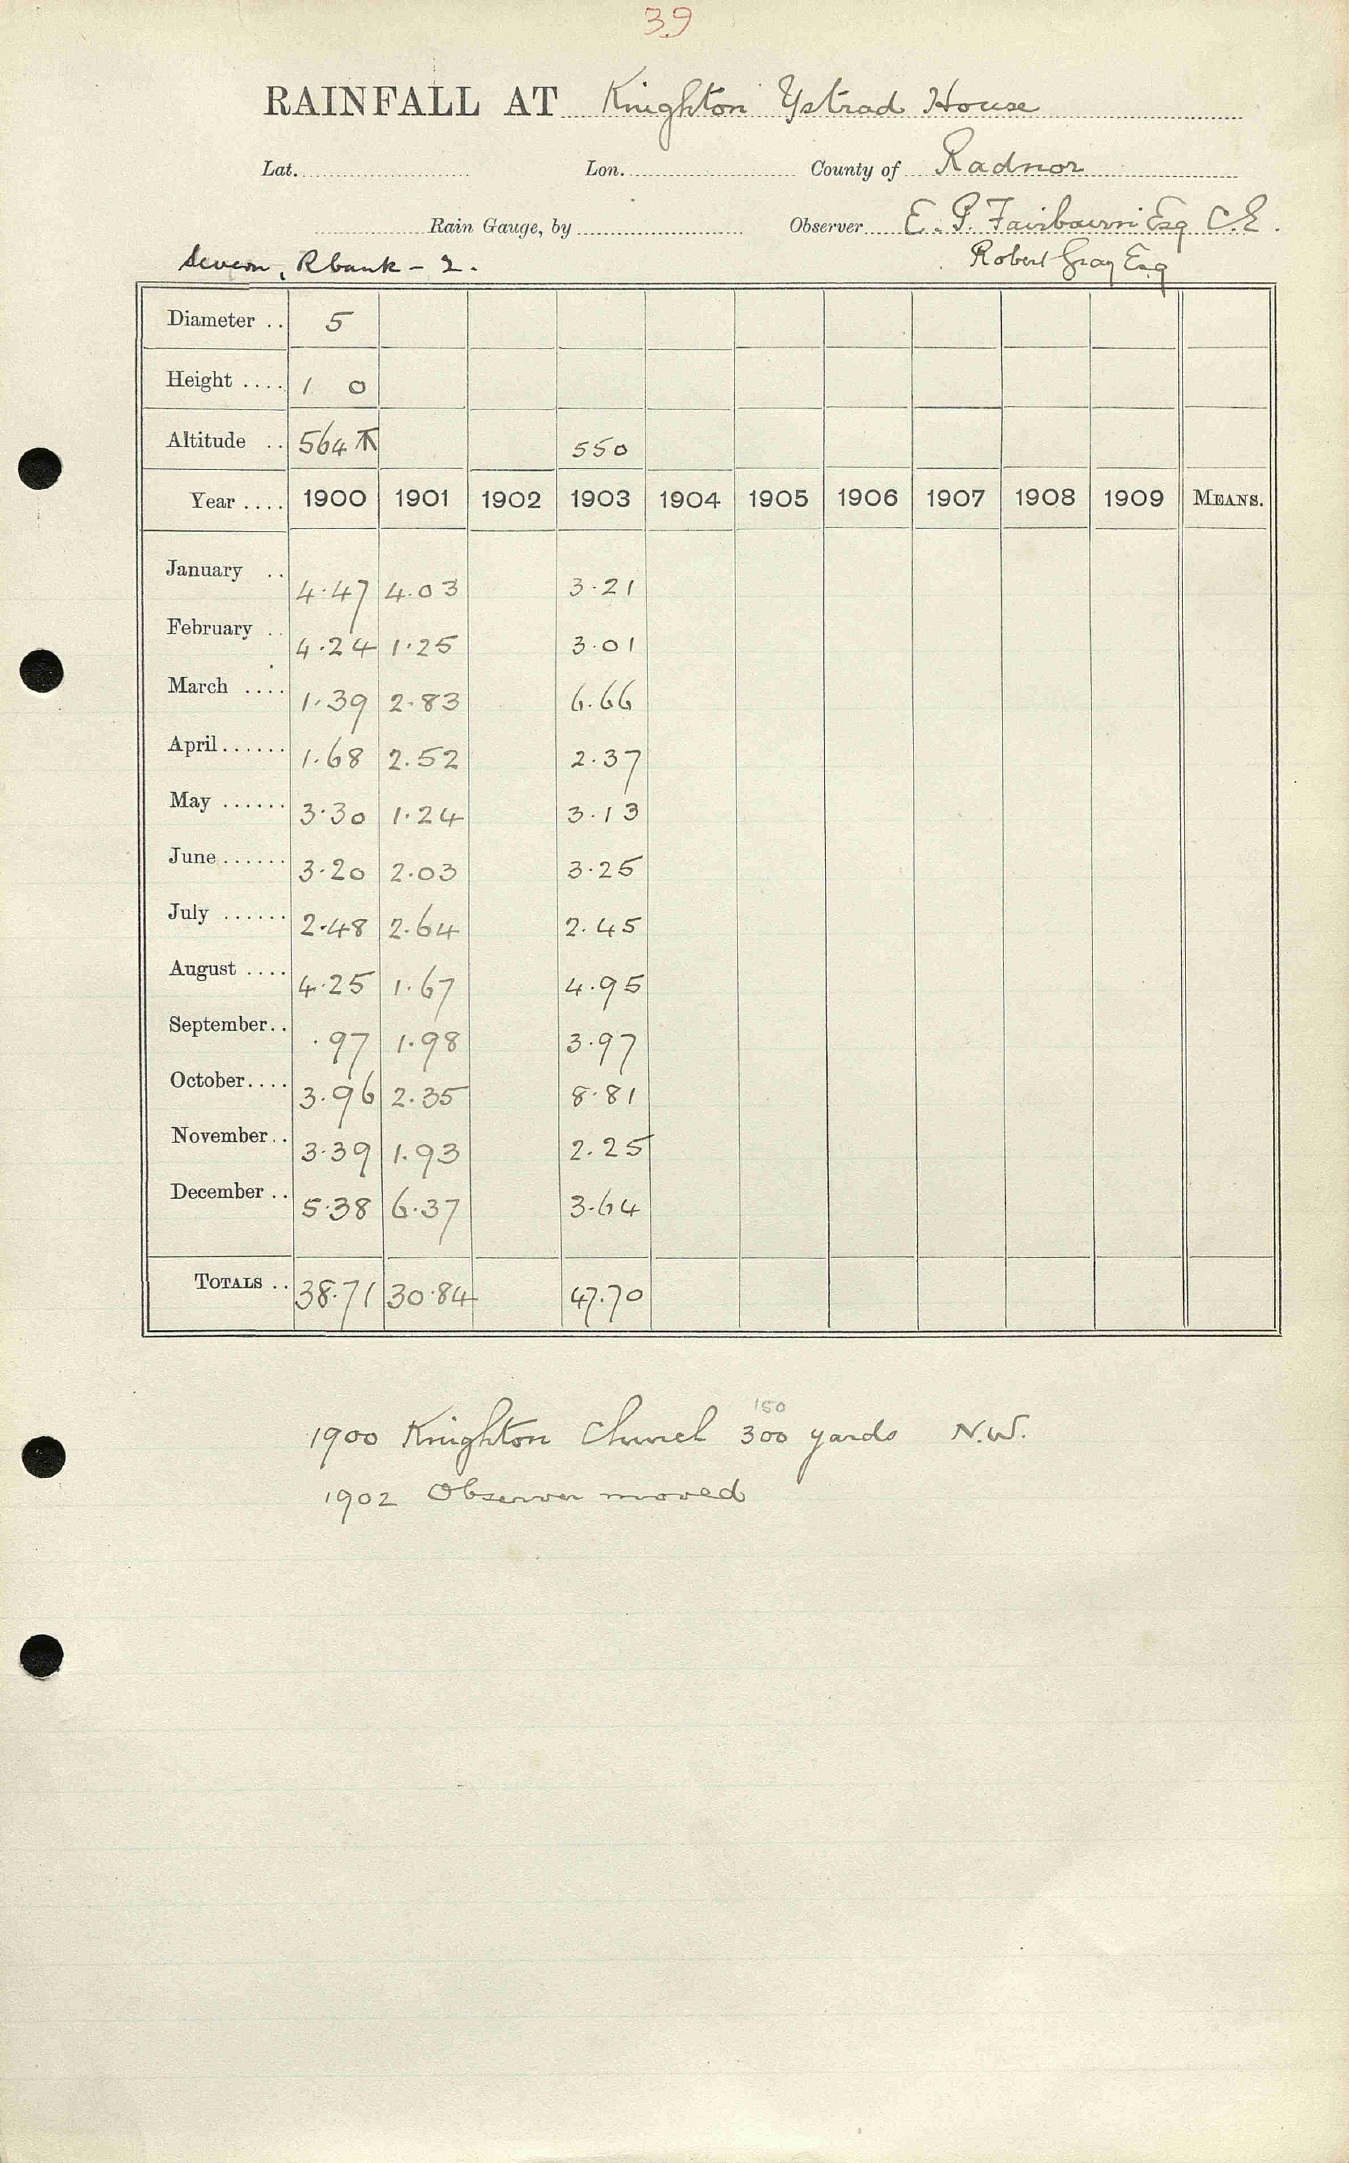 39
RAINFALL AT Knighton Ystrad House
Lat. Lon. County of Radnor
Rain Gauge, by Observer E. P. Fairbairn Esq C.E.
Severn, Rbank - 2. Robert Gray Esq
Diameter .. 5
Height .... 1 0
Altitude .. 564 T 550
Year .... 1900 1901 1902 1903 1904 1905 1906 1907 1908 1909 MEANS.
January .. 4.47 4.03 3.21
February .. 4.24 1.25 3.01
March .... 1.39 2.83 6.66
April...... 1.68 2.52 2.37
May ...... 3.30 1.24 3.13
June...... 3.20 2.03 3.25
July ...... 2.48 2.64 2.45
August .... 4.25 1.67 4.95
September.. .97 1.98 3.97
October.... 3.96 2.35 8.81
November.. 3.39 1.93 2.25
December .. 5.38 6.37 3.64
TOTALS .. 38.71 30.84 47.70
150
1900 Knighton Church 300 yards N.W.
1902 Observer moved